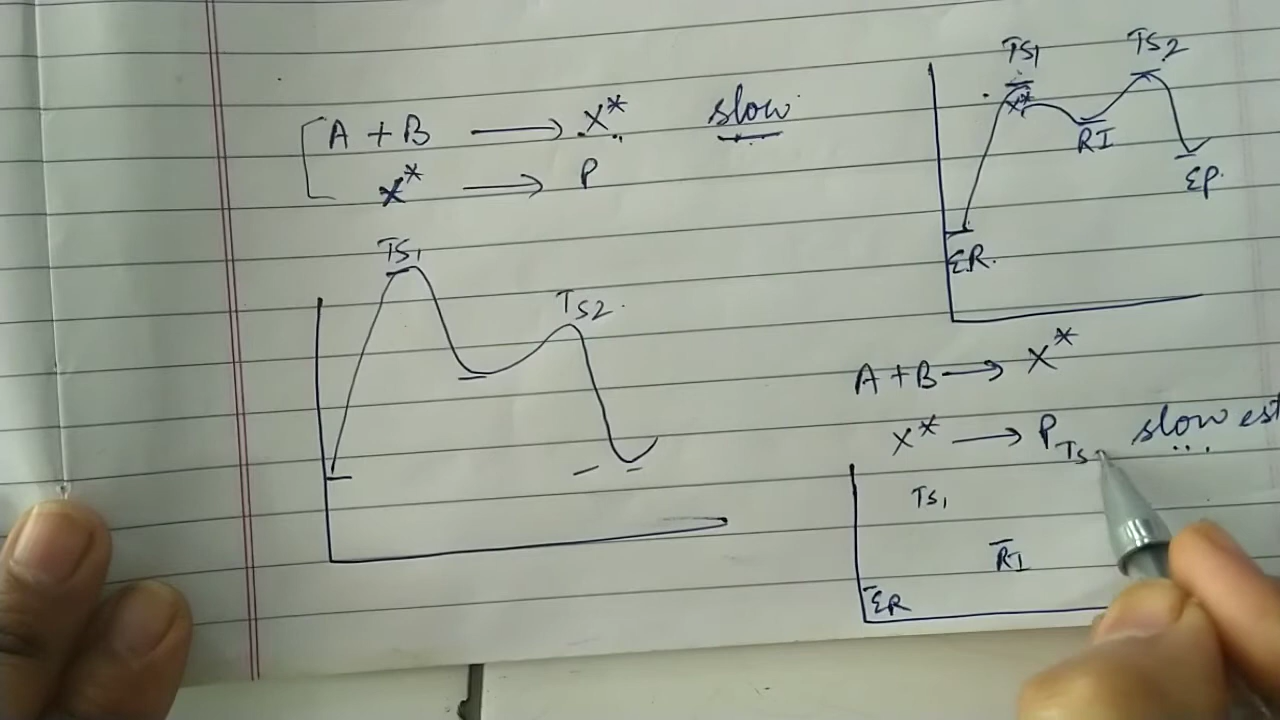 A + B → X* slow
X* → P
TS1
TS2
TS1 TS2
X*
RI
ER
EP
A + B → X*
X* → P slowest
TS
TS1
RI
ER